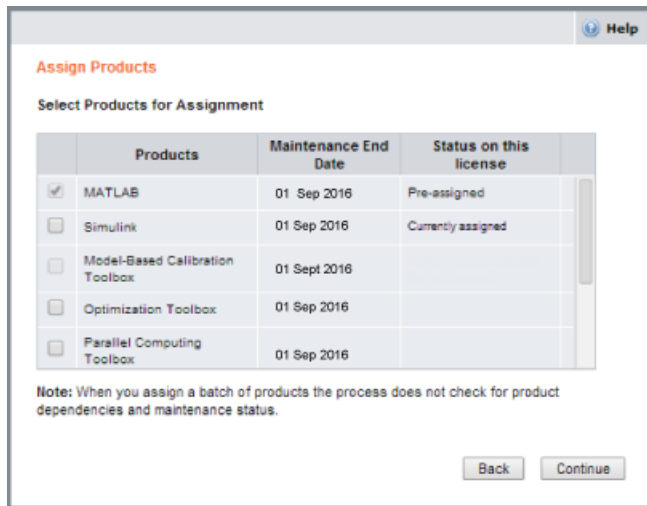 Help
Assign Products
Select Products for Assignment
Products
Maintenance End
Date
Status on this
license
MATLAB 01 Sep 2016 Pre-assigned
Simulink 01 Sep 2016 Currently assigned
Model-Based Calibration
Toolbox 01 Sept 2016
Optimization Toolbox 01 Sep 2016
Parallel Computing
Toolbox 01 Sep 2016
Note: When you assign a batch of products the process does not check for product
dependencies and maintenance status.
Back Continue